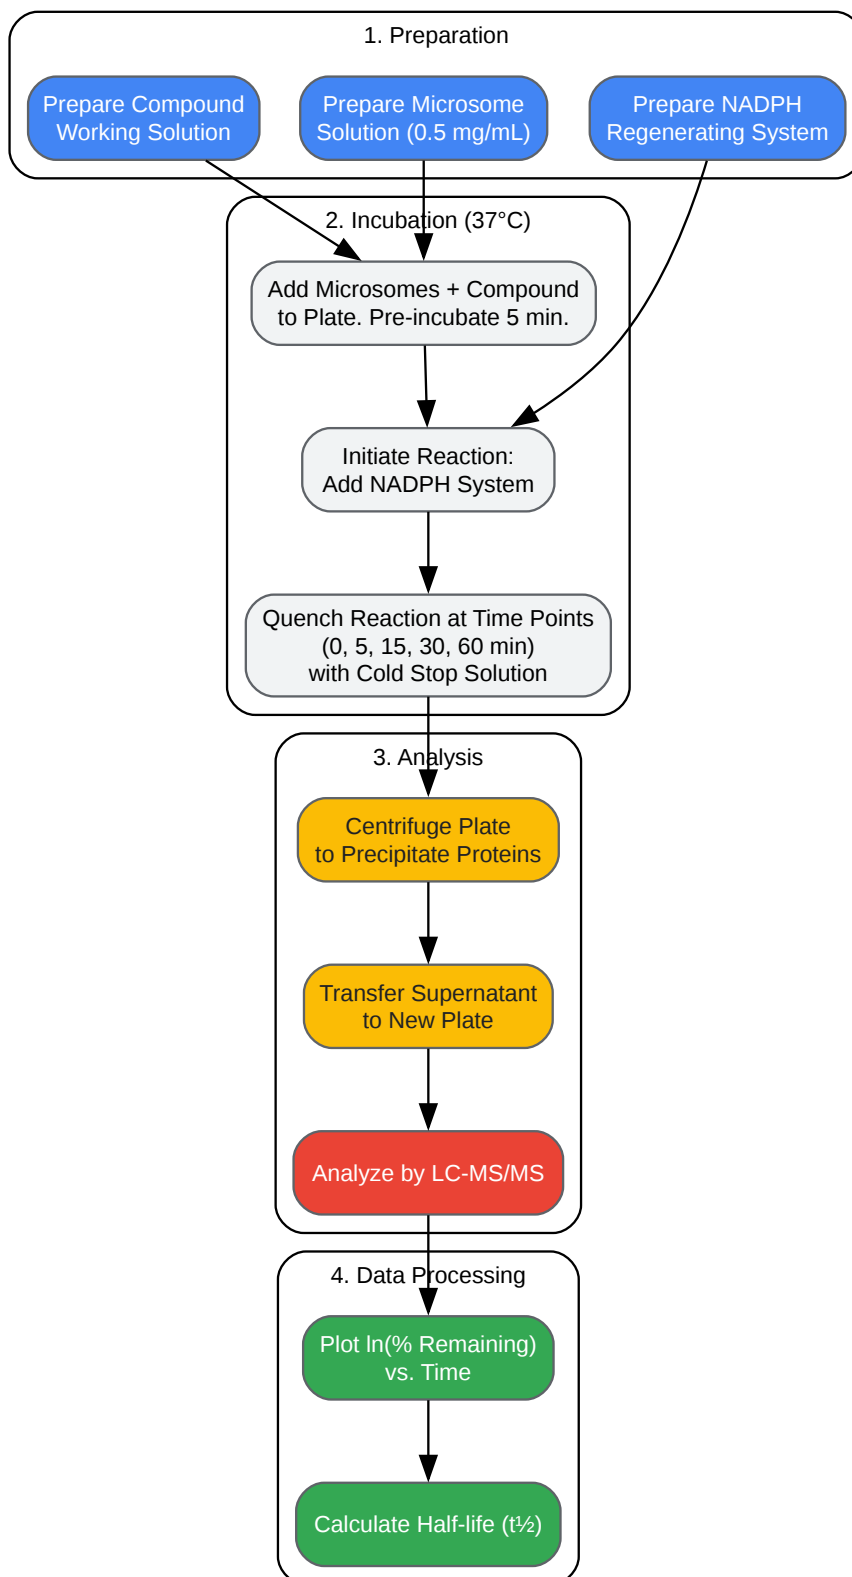 1. Preparation
Prepare Compound
Working Solution
Prepare Microsome
Solution (0.5 mg/mL)
Prepare NADPH
Regenerating System
2. Incubation (37°C)
Add Microsomes + Compound
to Plate. Pre-incubate 5 min.
Initiate Reaction:
Add NADPH System
Quench Reaction at Time Points
(0, 5, 15, 30, 60 min)
with Cold Stop Solution
3. Analysis
Centrifuge Plate
to Precipitate Proteins
Transfer Supernatant
to New Plate
Analyze by LC-MS/MS
4. Data Processing
Plot ln(% Remaining)
vs. Time
Calculate Half-life (t½)